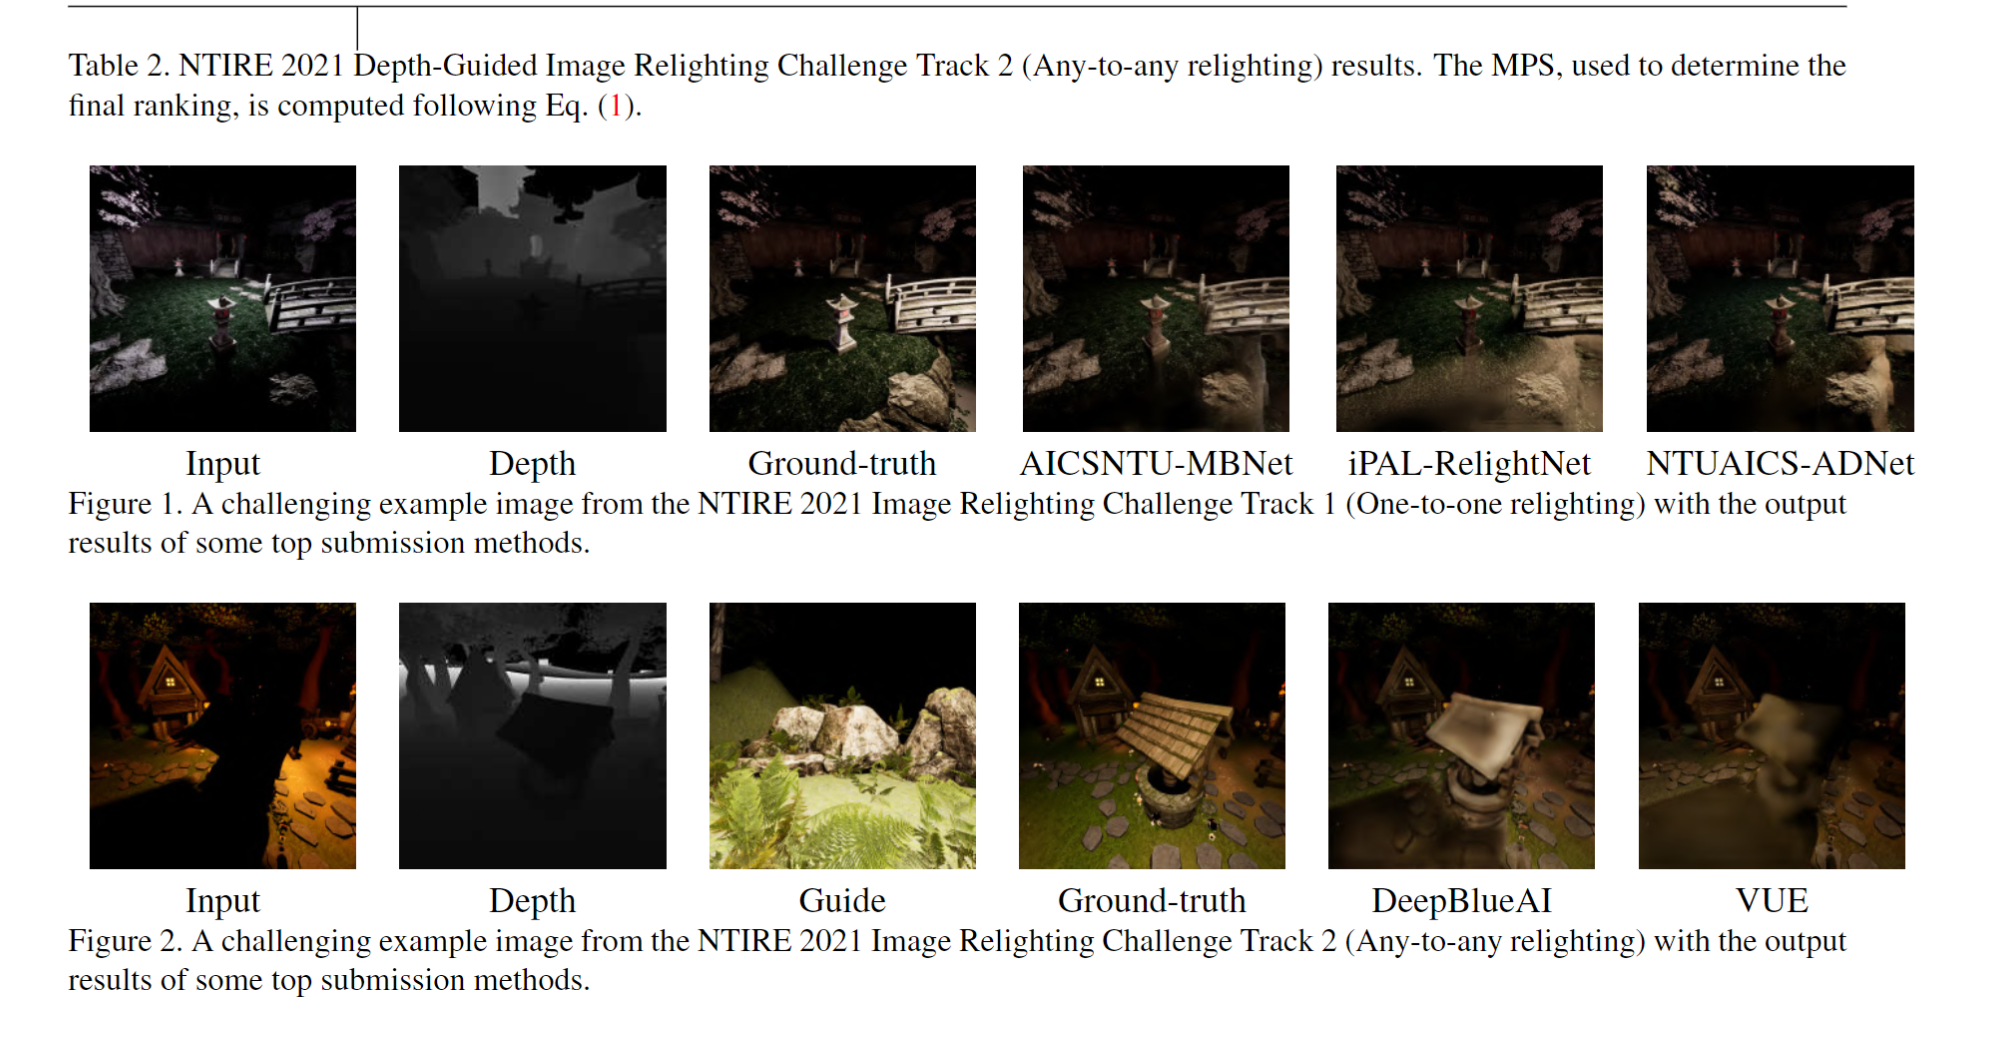 Table 2. NTIRE 2021 Depth-Guided Image Relighting Challenge Track 2 (Any-to-any relighting) results. The MPS, used to determine the
final ranking, is computed following Eq. (1).
Input Depth Ground-truth AICSNTU-MBNet iPAL-RelightNet NTUAICS-ADNet
Figure 1. A challenging example image from the NTIRE 2021 Image Relighting Challenge Track 1 (One-to-one relighting) with the output
results of some top submission methods.
Input Depth Guide Ground-truth DeepBlueAI VUE
Figure 2. A challenging example image from the NTIRE 2021 Image Relighting Challenge Track 2 (Any-to-any relighting) with the output
results of some top submission methods.